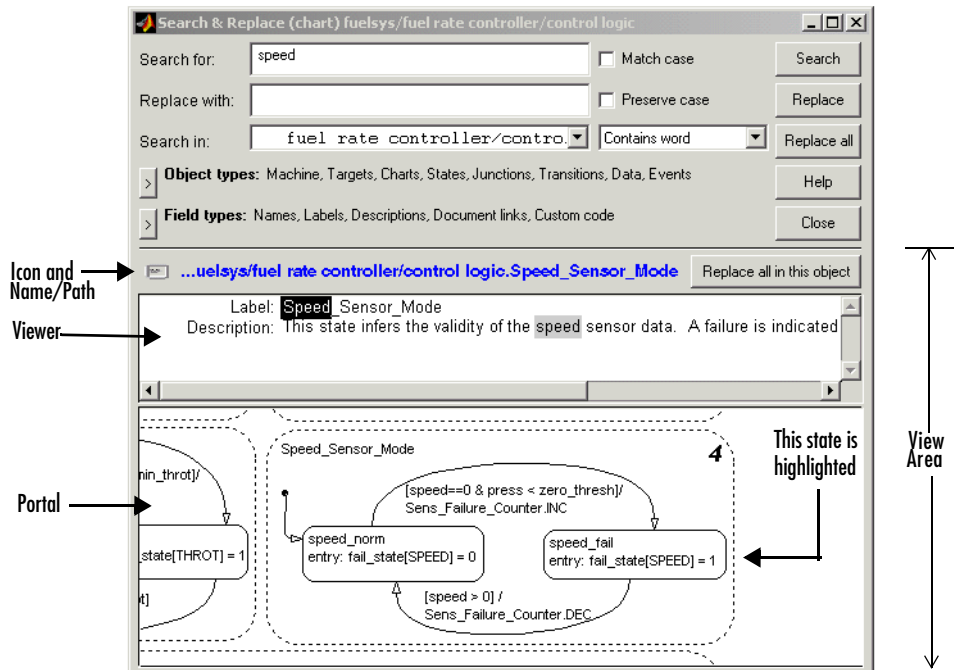 Search & Replace (chart) fuelsys/fuel rate controller/control logic
Search for: speed Match case Search
Replace with: Preserve case Replace
Search in: fuel rate controller/contro. Contains word Replace all
> Object types: Machine, Targets, Charts, States, Junctions, Transitions, Data, Events Help
> Field types: Names, Labels, Descriptions, Document links, Custom code Close
Icon and
Name/Path
...uelsys/fuel rate controller/control logic.Speed_Sensor_Mode Replace all in this object
Viewer
Label: Speed_Sensor_Mode
Description: This state infers the validity of the speed sensor data. A failure is indicated
View
Area
Portal
nin_throt]/
_state[THROT] = 1
ot]
Speed_Sensor_Mode
4
This state is
highlighted
[speed==0 & press < zero_thresh]/
Sens_Failure_Counter.INC
speed_norm
entry: fail_state[SPEED] = 0
speed_fail
entry: fail_state[SPEED] = 1
[speed > 0] /
Sens_Failure_Counter.DEC